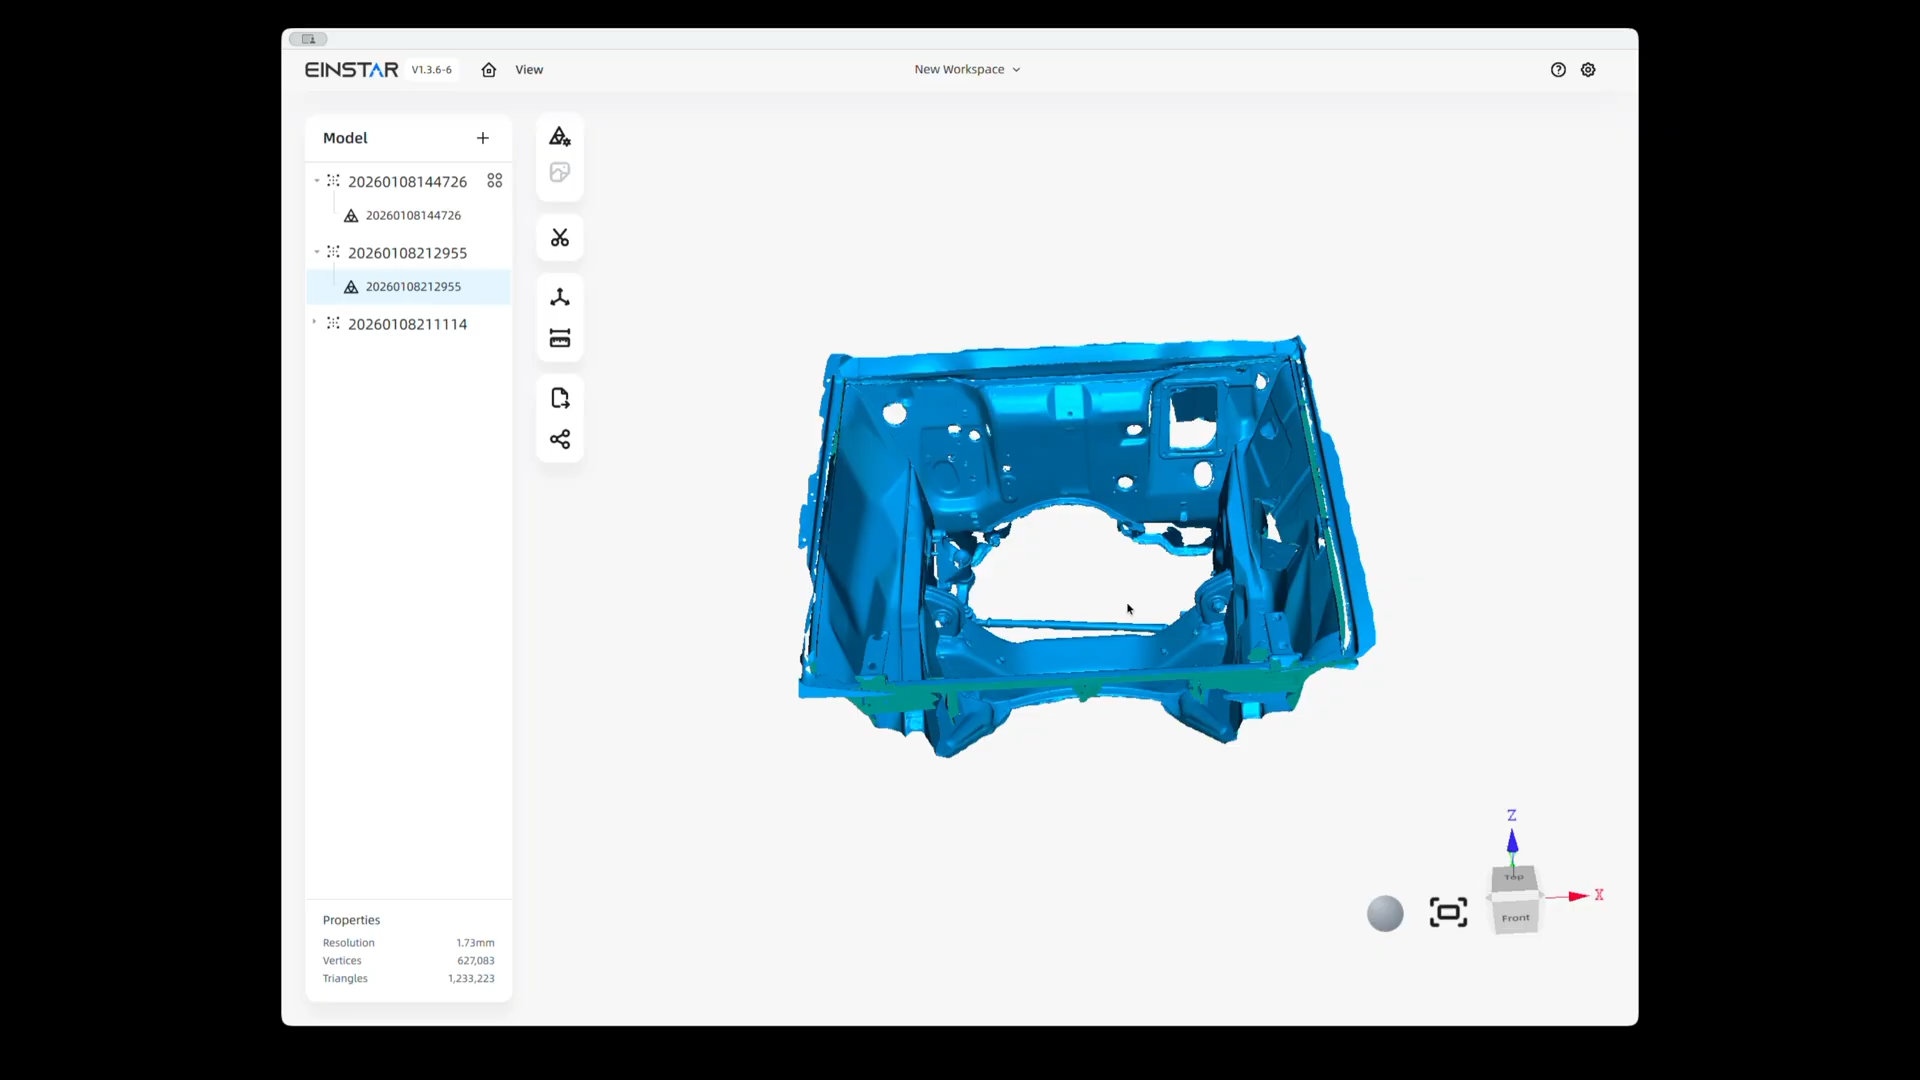 EINSTAR V1.3.6-6 View New Workspace
Model
20260108144726
20260108144726
20260108212955
20260108212955
20260108211114
Properties
Resolution 1.73mm
Vertices 627,083
Triangles 1,233,223
Z
Top
X
Front